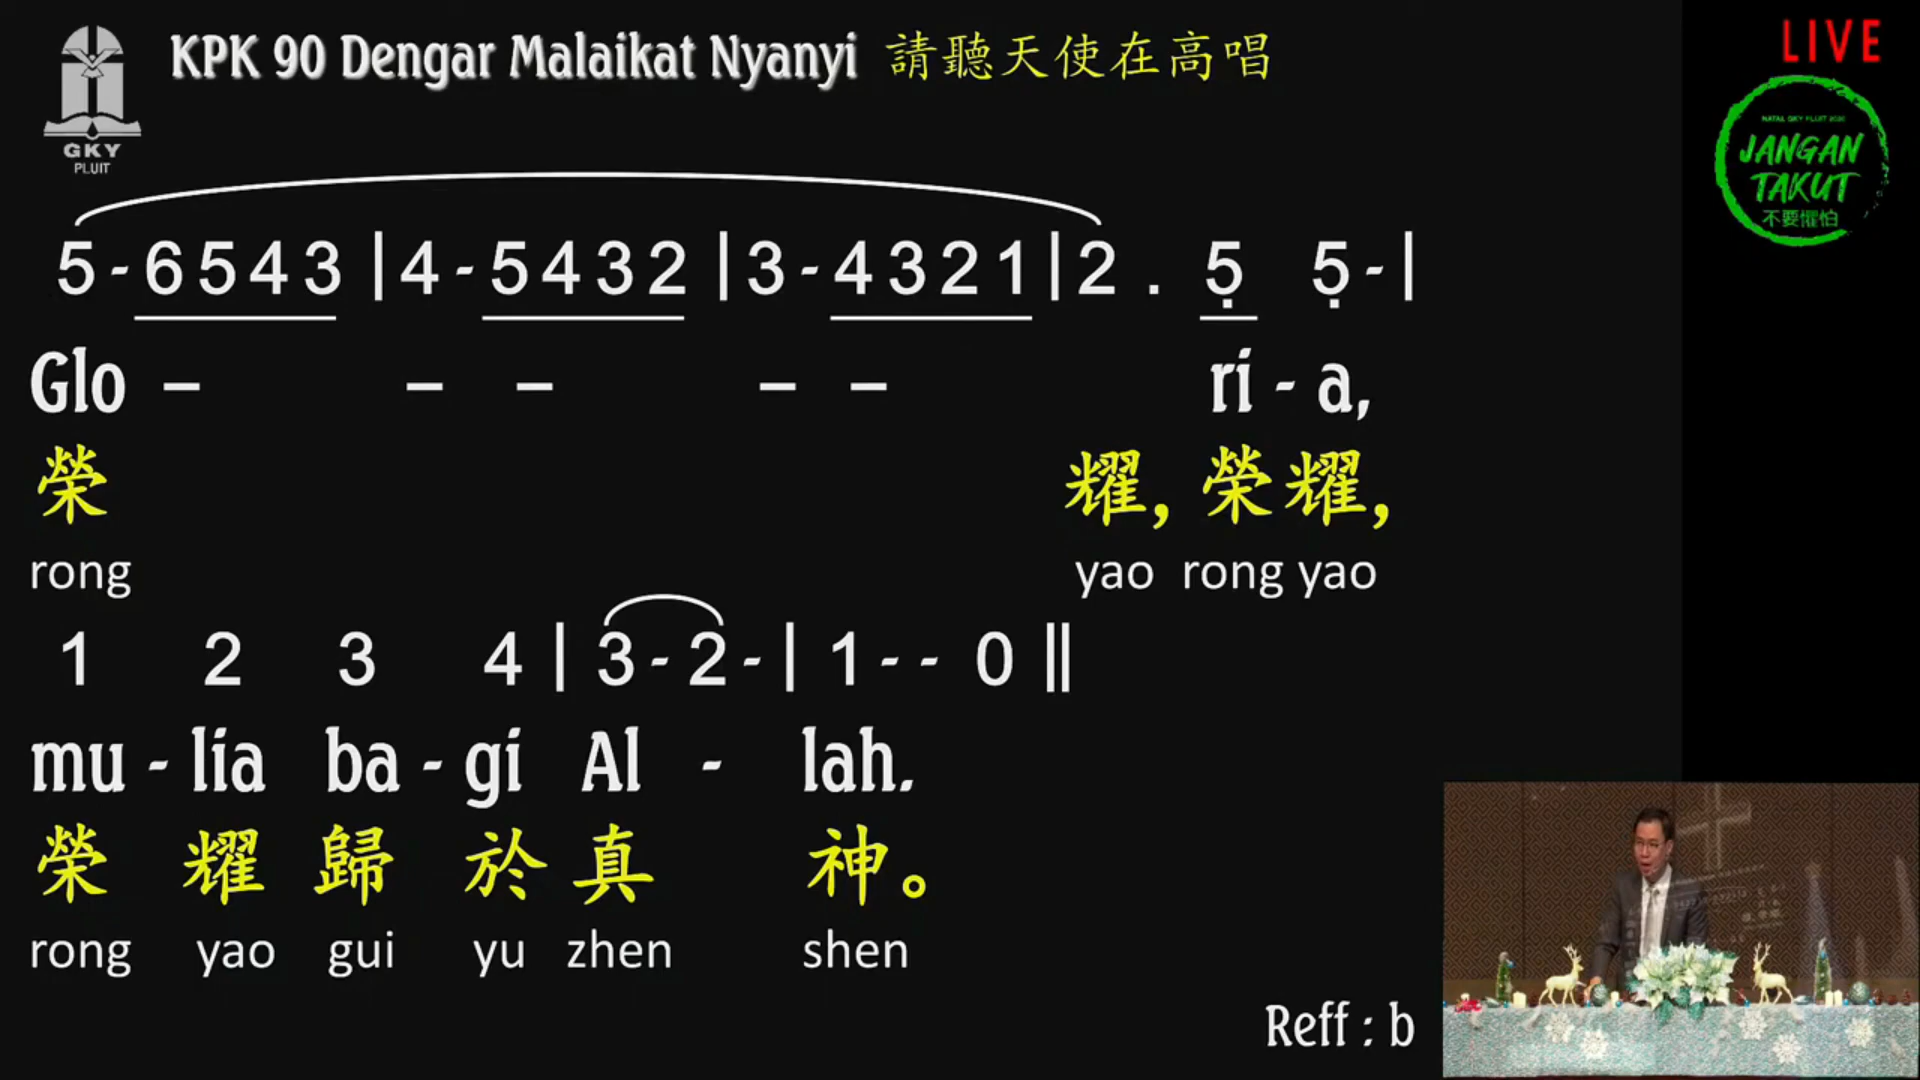 KPK 90 Dengar Malaikat Nyanyi 請聽天使在高唱
LIVE
GKY
PLUIT
NATAL GKY PLUIT 2020
JANGAN
TAKUT
不要懼怕
5 - 6 5 4 3 | 4 - 5 4 3 2 | 3 - 4 3 2 1 | 2 . 5̣ 5̣ - |
Glo – – – – – ri - a,
榮 耀, 榮耀,
rong yao rong yao
1 2 3 4 | 3 - 2 - | 1 - - 0 ||
mu - lia ba - gi Al - lah.
榮 耀 歸 於 真 神。
rong yao gui yu zhen shen
Reff : b